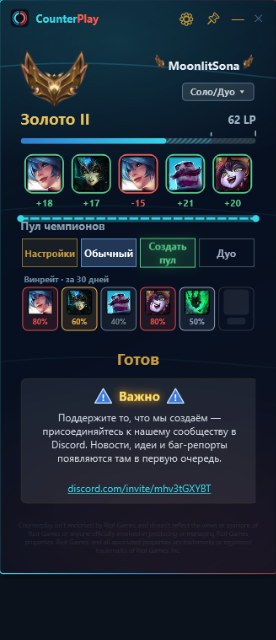 CounterPlay
MoonlitSona
Соло/Дуо
Золото II
62 LP
+18
+17
-15
+21
+20
Пул чемпионов
Настройки
Обычный
Создать
пул
Дуо
Винрейт - за 30 дней
80%
60%
40%
80%
50%
Готов
Важно
Поддержите то, что мы создаём —
присоединяйтесь к нашему сообществу в
Discord. Новости, идеи и баг-репорты
появляются там в первую очередь.
discord.com/invite/mhv3tGXYBT